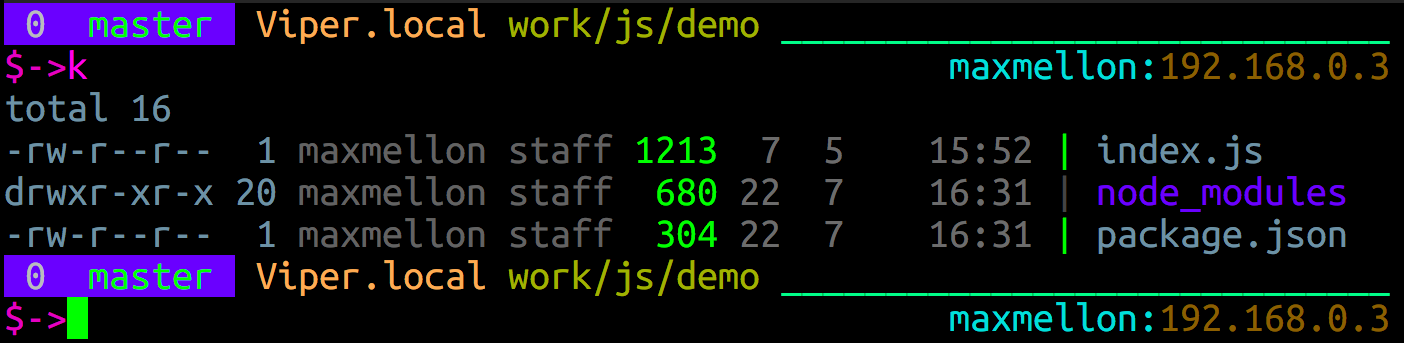 0 master Viper.local work/js/demo ______________________________
$->k maxmellon:192.168.0.3
total 16
-rw-r--r-- 1 maxmellon staff 1213 7 5 15:52 | index.js
drwxr-xr-x 20 maxmellon staff 680 22 7 16:31 | node_modules
-rw-r--r-- 1 maxmellon staff 304 22 7 16:31 | package.json
0 master Viper.local work/js/demo ______________________________
$-> maxmellon:192.168.0.3